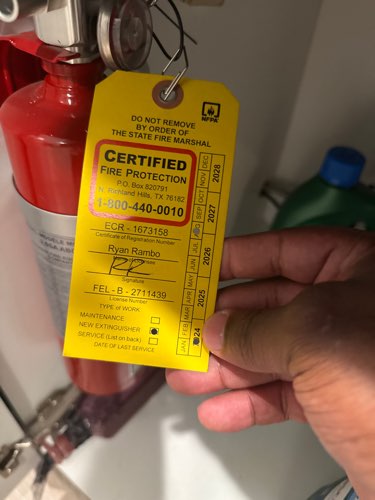 NFPA
DO NOT REMOVE
BY ORDER OF
THE STATE FIRE MARSHAL
CERTIFIED
FIRE PROTECTION
P.O. Box 820791
N. Richland Hills, TX 76182
1-800-440-0010
ECR - 1673158
Certificate of Registration Number
Ryan Rambo
Signature
FEL - B - 2711439
License Number
TYPE OF WORK
MAINTENANCE
NEW EXTINGUISHER
SERVICE (List on back)
DATE OF LAST SERVICE
JAN FEB MAR APR MAY JUN JUL SEP OCT NOV DEC
24 2025 2026 2027 2028